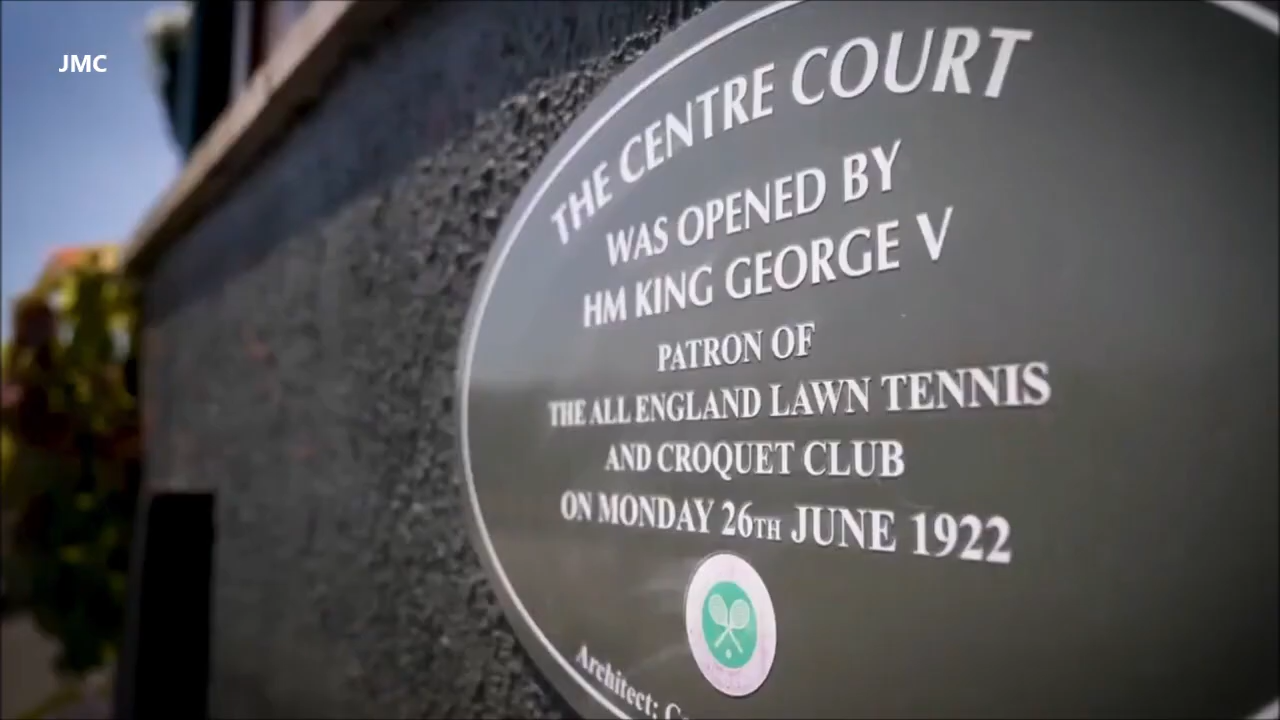 JMC
THE CENTRE COURT
WAS OPENED BY
HM KING GEORGE V
PATRON OF
THE ALL ENGLAND LAWN TENNIS
AND CROQUET CLUB
ON MONDAY 26TH JUNE 1922
Architect: